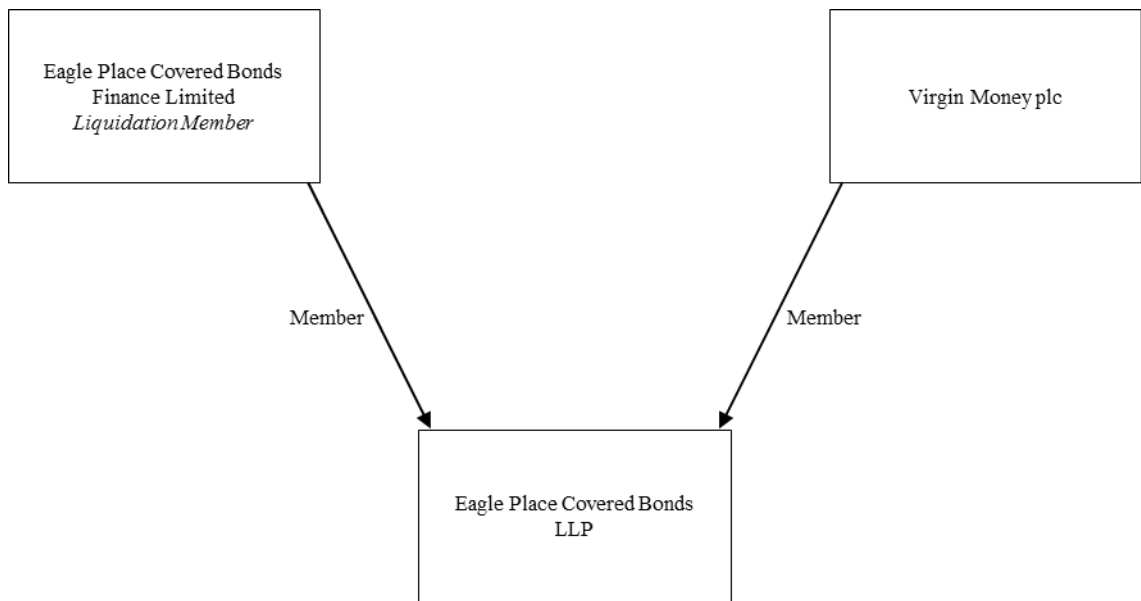 Eagle Place Covered Bonds
Finance Limited
Liquidation Member
Virgin Money plc
Member
Member
Eagle Place Covered Bonds
LLP